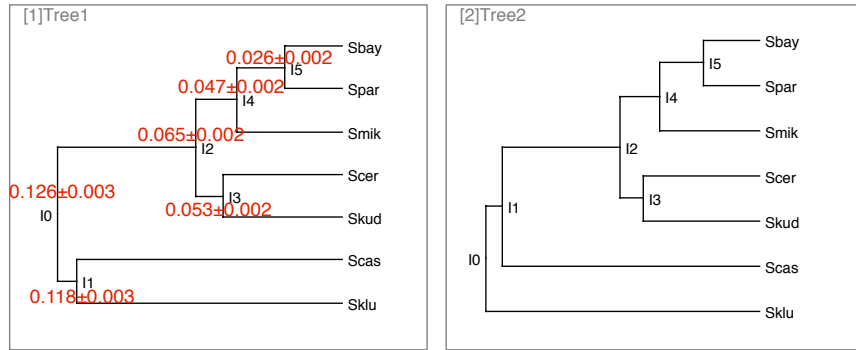 [1]Tree1
0.026±0.002
Sbay
I5
0.047±0.002
Spar
I4
0.065±0.002
Smik
I2
Scer
0.126±0.003
I3
0.053±0.002
Skud
I0
Scas
I1
0.118±0.003
Sklu
[2]Tree2
Sbay
I5
Spar
I4
Smik
I2
Scer
I3
I1
Skud
I0
Scas
Sklu